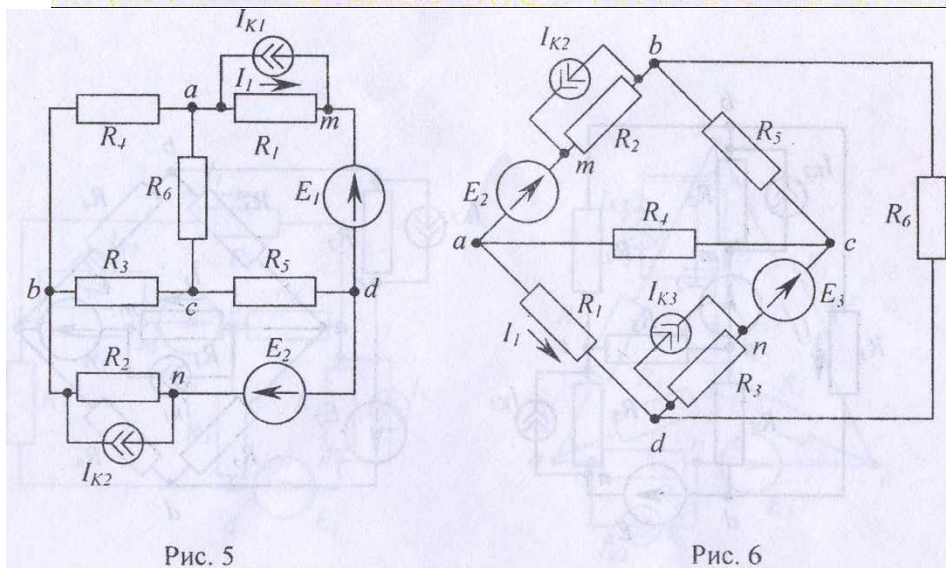 I_K1
I_1
a
m
R_4
R_1
R_6
E_1
R_3
R_5
b
c
d
R_2
n
E_2
I_K2
Рис. 5
I_K2
b
R_2
R_5
m
E_2
R_6
R_4
a
c
I_K3
E_3
R_1
I_1
n
R_3
d
Рис. 6